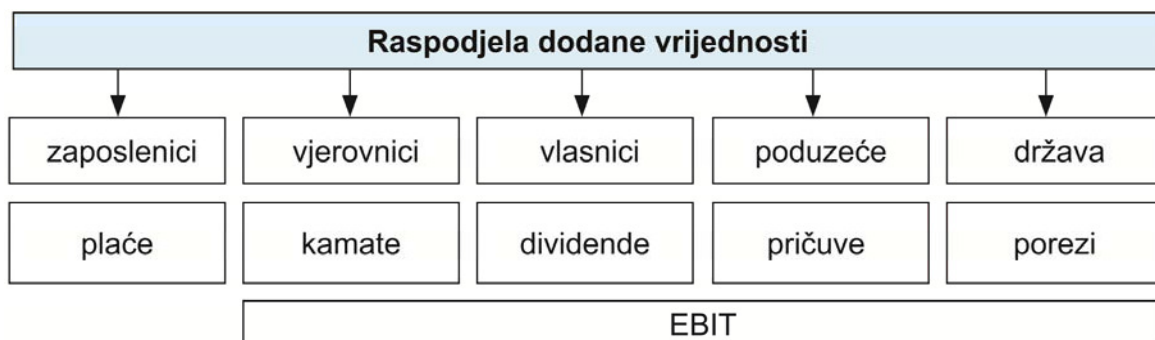 Raspodjela dodane vrijednosti
zaposlenici vjerovnici vlasnici poduzeće država
plaće kamate dividende pričuve porezi
EBIT